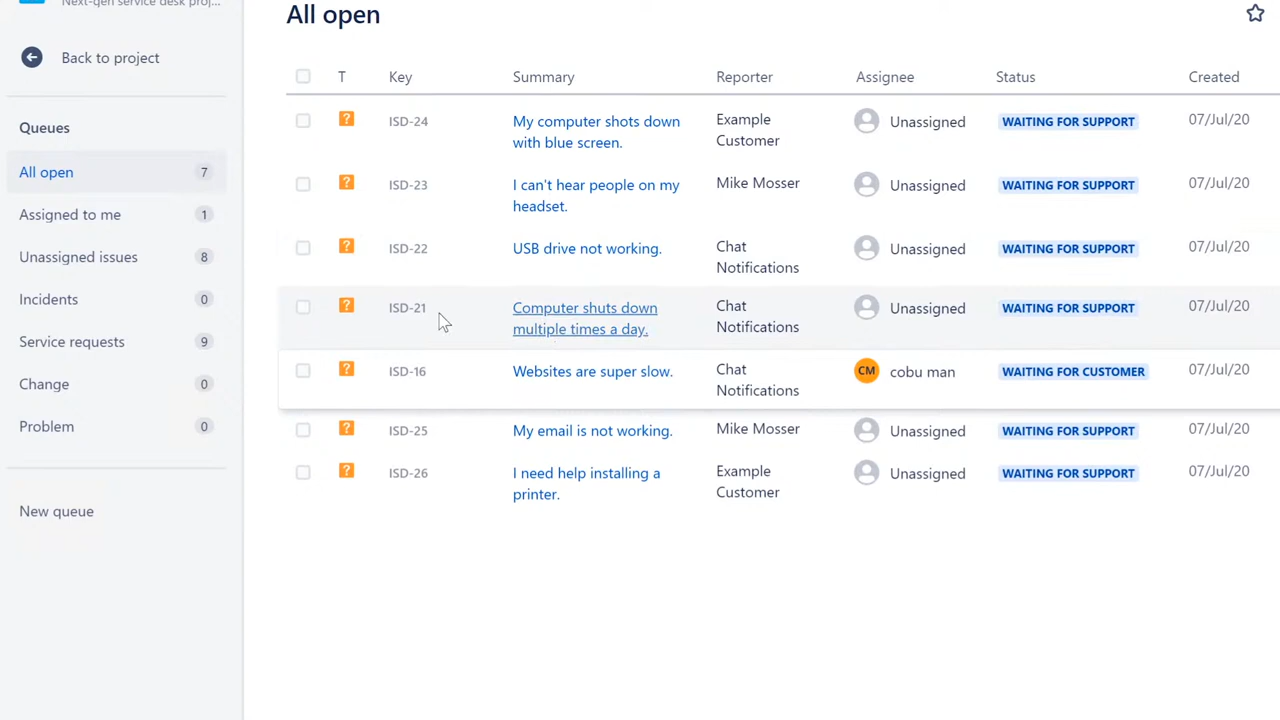 Next-gen service desk proj...
All open
Back to project
T Key Summary Reporter Assignee Status Created
Queues
All open 7
Assigned to me 1
Unassigned issues 8
Incidents 0
Service requests 9
Change 0
Problem 0
New queue
? ISD-24 My computer shots down Example Unassigned WAITING FOR SUPPORT 07/Jul/20
with blue screen. Customer
? ISD-23 I can't hear people on my Mike Mosser Unassigned WAITING FOR SUPPORT 07/Jul/20
headset.
? ISD-22 USB drive not working. Chat Unassigned WAITING FOR SUPPORT 07/Jul/20
Notifications
? ISD-21 Computer shuts down Chat Unassigned WAITING FOR SUPPORT 07/Jul/20
multiple times a day. Notifications
? ISD-16 Websites are super slow. Chat CM cobu man WAITING FOR CUSTOMER 07/Jul/20
Notifications
? ISD-25 My email is not working. Mike Mosser Unassigned WAITING FOR SUPPORT 07/Jul/20
? ISD-26 I need help installing a Example Unassigned WAITING FOR SUPPORT 07/Jul/20
printer. Customer